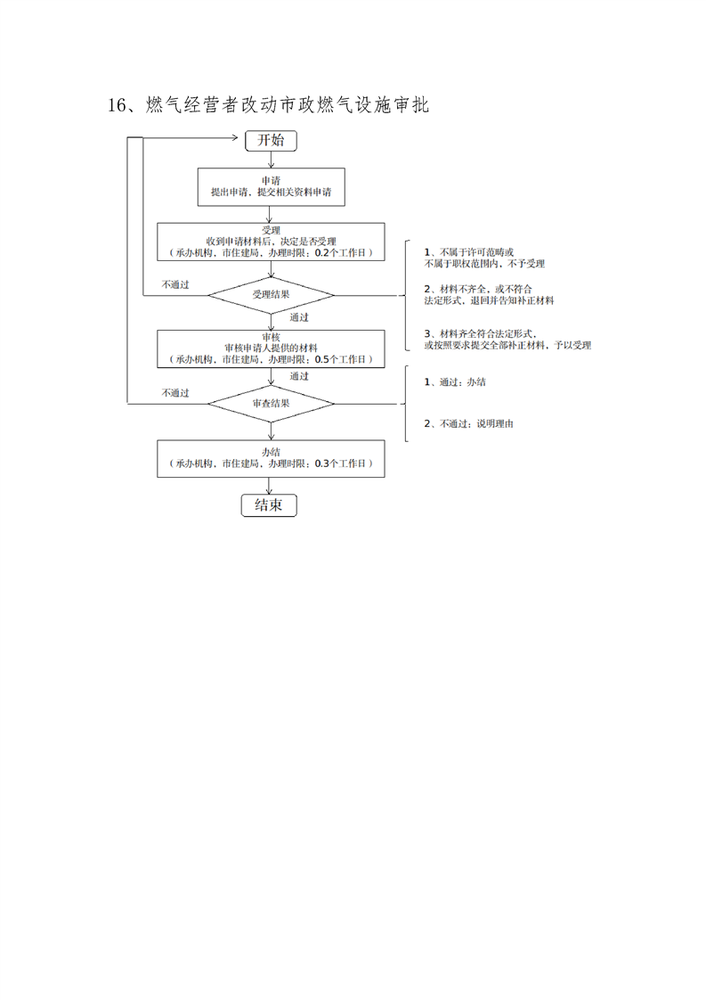 16、燃气经营者改动市政燃气设施审批
开始
申请
提出申请，提交相关资料申请
受理
收到申请材料后，决定是否受理
（承办机构，市住建局，办理时限：0.2个工作日）
不通过
受理结果
通过
1、不属于许可范畴或
不属于职权范围内，不予受理
2、材料不齐全，或不符合
法定形式，退回并告知补正材料
3、材料齐全符合法定形式，
或按照要求提交全部补正材料，予以受理
审核
审核申请人提供的材料
（承办机构，市住建局，办理时限：0.5个工作日）
通过
不通过
审查结果
1、通过：办结
2、不通过：说明理由
办结
（承办机构，市住建局，办理时限：0.3个工作日）
结束